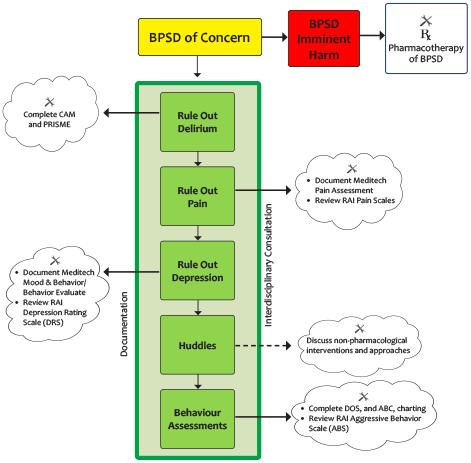 BPSD of Concern
BPSD
Imminent
Harm
Rx
Pharmacotherapy
of BPSD
Complete CAM
and PRISME
Rule Out
Delirium
Rule Out
Pain
• Document Meditech
Pain Assessment
• Review RAI Pain Scales
Rule Out
Depression
• Document Meditech
Mood & Behavior/
Behavior Evaluate
• Review RAI
Depression Rating
Scale (DRS)
Documentation
Interdisciplinary Consultation
Huddles
Discuss non-pharmacological
interventions and approaches
Behaviour
Assessments
• Complete DOS, and ABC, charting
• Review RAI Aggressive Behavior
Scale (ABS)